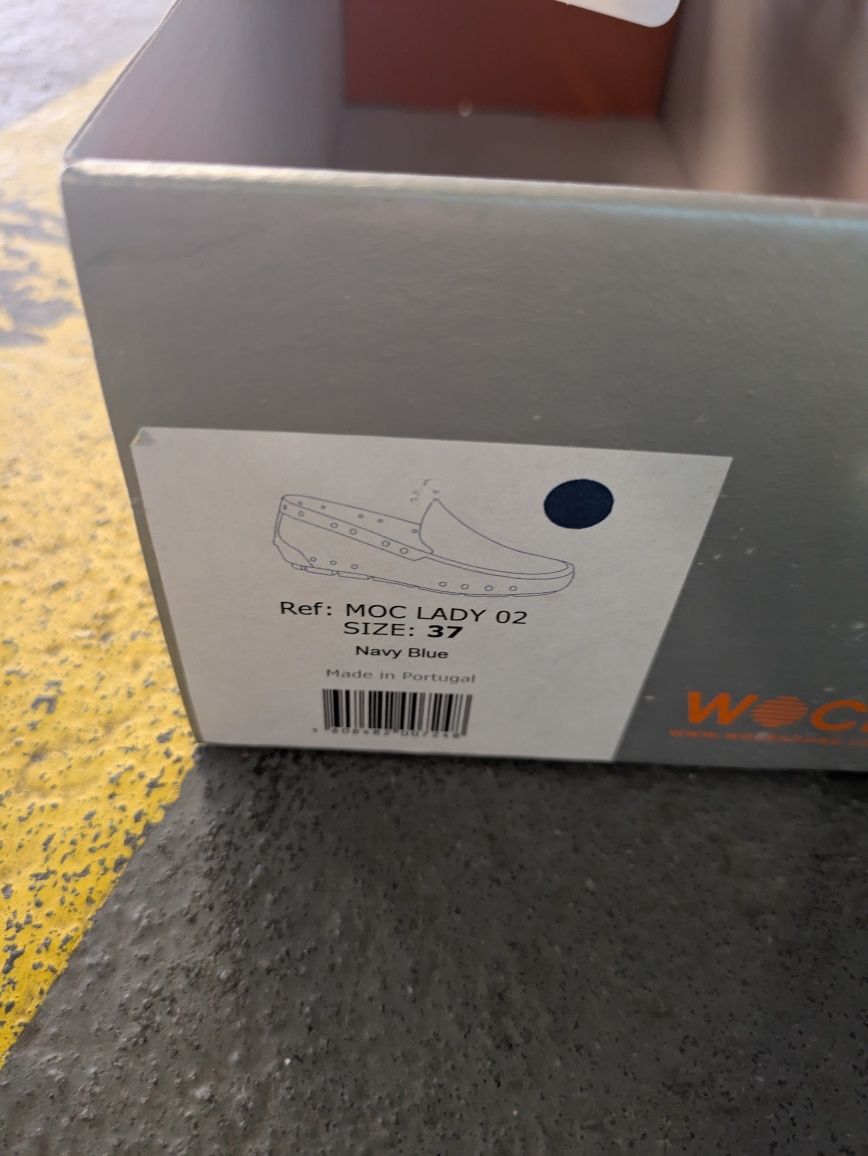 Ref: MOC LADY 02
SIZE: 37
Navy Blue
Made in Portugal